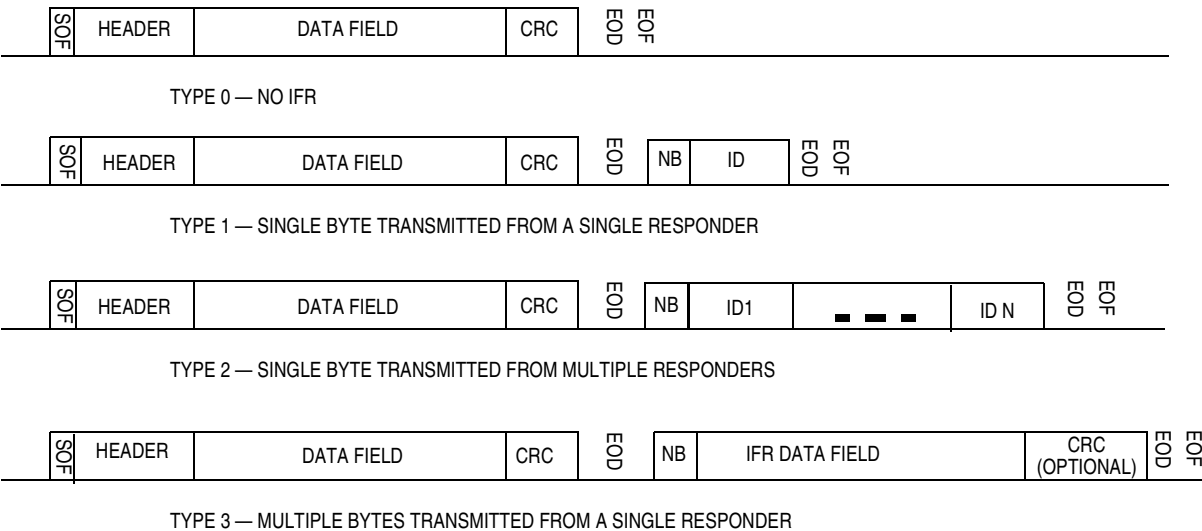 SOF HEADER DATA FIELD CRC EOD EOF
TYPE 0 — NO IFR
SOF HEADER DATA FIELD CRC EOD NB ID EOD EOF
TYPE 1 — SINGLE BYTE TRANSMITTED FROM A SINGLE RESPONDER
SOF HEADER DATA FIELD CRC EOD NB ID1 ID N EOD EOF
TYPE 2 — SINGLE BYTE TRANSMITTED FROM MULTIPLE RESPONDERS
SOF HEADER DATA FIELD CRC EOD NB IFR DATA FIELD CRC (OPTIONAL) EOD EOF
TYPE 3 — MULTIPLE BYTES TRANSMITTED FROM A SINGLE RESPONDER